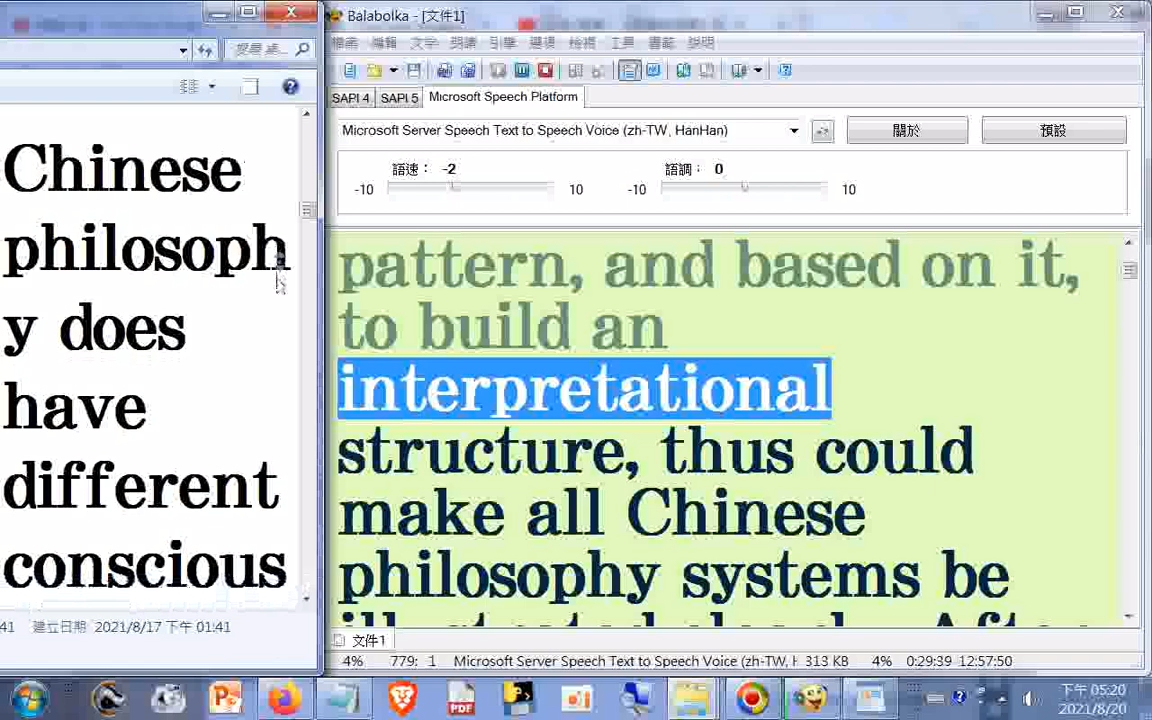 Chinese
philosoph
y does
have
different
conscious
41 建立日期 2021/8/17 下午 01:41
Balabolka - [文件1]
檔案 編輯 文字 朗讀 引擎 選項 檢視 工具 書籤 說明
SAPI 4 SAPI 5 Microsoft Speech Platform
Microsoft Server Speech Text to Speech Voice (zh-TW, HanHan)
關於 預設
語速： -2 語調： 0
-10 10 -10 10
pattern, and based on it,
to build an
interpretational
structure, thus could
make all Chinese
philosophy systems be
文件1
4% 779: 1 Microsoft Server Speech Text to Speech Voice (zh-TW, H 313 KB 4% 0:29:39 12:57:50
下午 05:20
2021/8/20